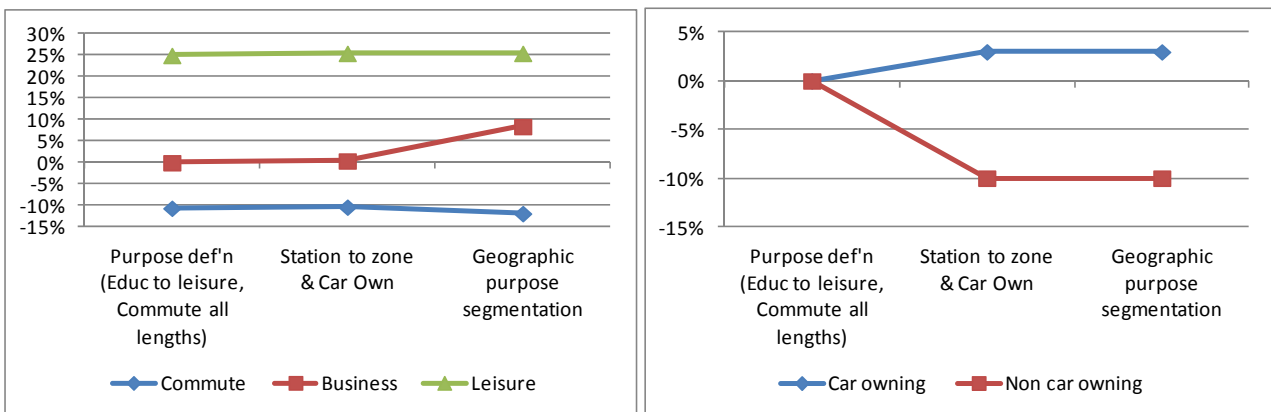 30%
25%
20%
15%
10%
5%
0%
-5%
-10%
-15%
Purpose def'n
(Educ to leisure,
Commute all
lengths)
Station to zone
& Car Own
Geographic
purpose
segmentation
Commute
Business
Leisure
5%
0%
-5%
-10%
-15%
Purpose def'n
(Educ to leisure,
Commute all
lengths)
Station to zone
& Car Own
Geographic
purpose
segmentation
Car owning
Non car owning